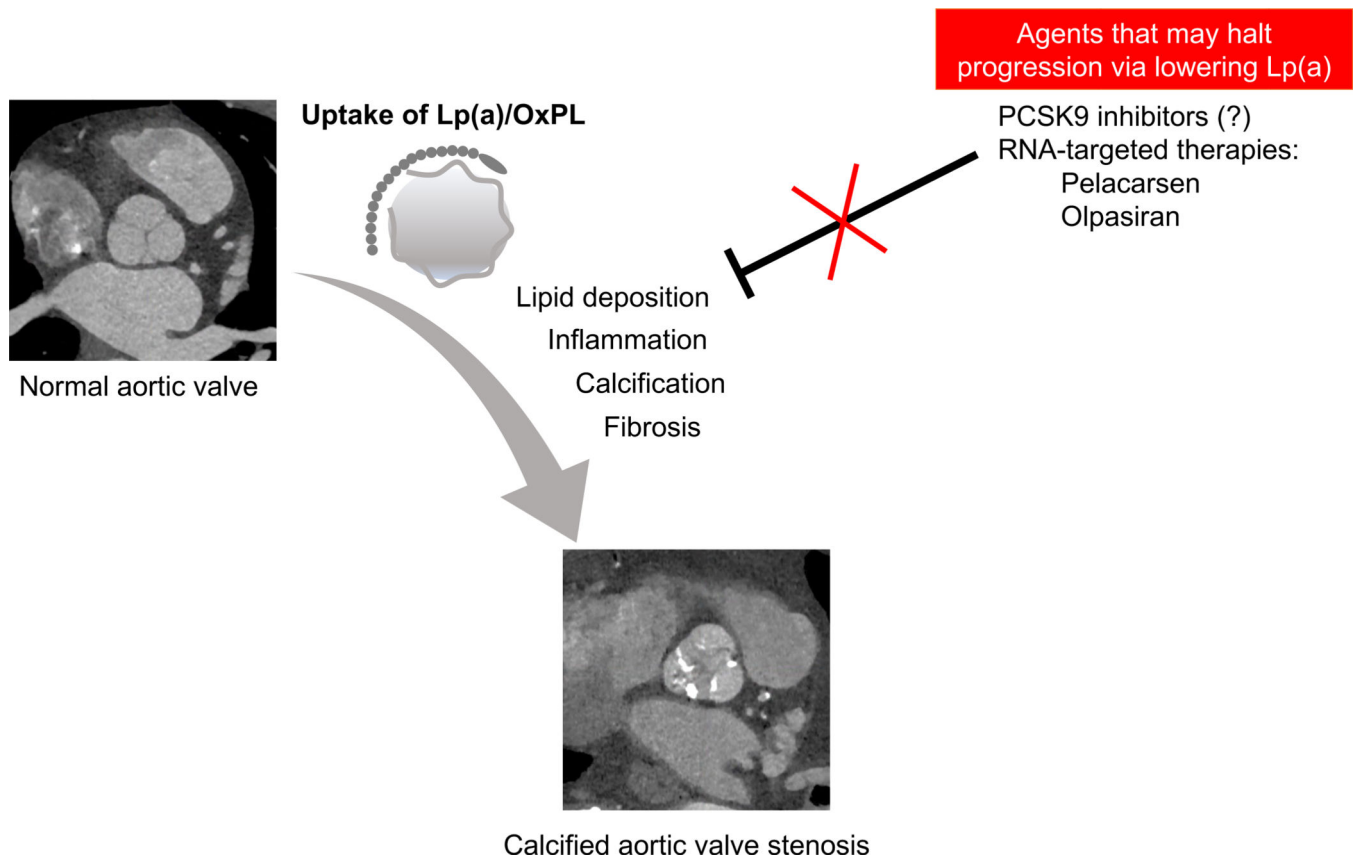 Agents that may halt
progression via lowering Lp(a)
Uptake of Lp(a)/OxPL
PCSK9 inhibitors (?)
RNA-targeted therapies:
Pelacarsen
Olpasiran
Lipid deposition
Inflammation
Calcification
Fibrosis
Normal aortic valve
Calcified aortic valve stenosis